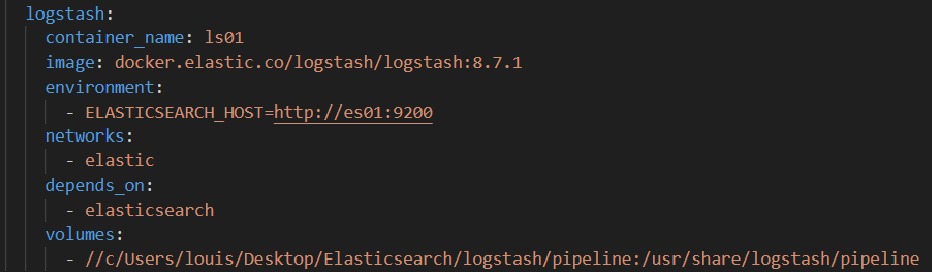 logstash:
container_name: ls01
image: docker.elastic.co/logstash/logstash:8.7.1
environment:
- ELASTICSEARCH_HOST=http://es01:9200
networks:
- elastic
depends_on:
- elasticsearch
volumes:
- //c/Users/louis/Desktop/Elasticsearch/logstash/pipeline:/usr/share/logstash/pipeline